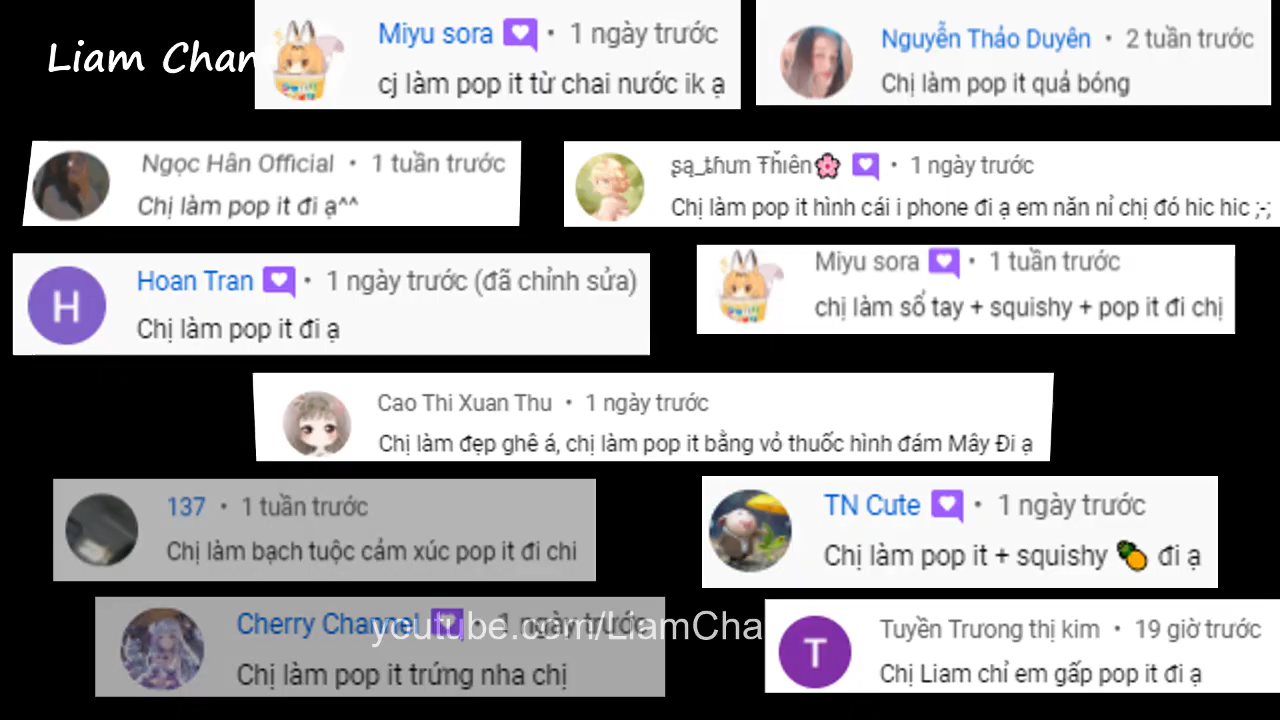 Liam Chan
Miyu sora • 1 ngày trước
cj làm pop it từ chai nước ik ạ
Nguyễn Thảo Duyên • 2 tuần trước
Chị làm pop it quả bóng
Ngọc Hân Official • 1 tuần trước
Chị làm pop it đi ạ^^
• 1 ngày trước
Chị làm pop it hình cái i phone đi ạ em năn nỉ chị đó hic hic ;-;
Hoan Tran • 1 ngày trước (đã chỉnh sửa)
Chị làm pop it đi ạ
Miyu sora • 1 tuần trước
chị làm sổ tay + squishy + pop it đi chị
Cao Thi Xuan Thu • 1 ngày trước
Chị làm đẹp ghê á, chị làm pop it bằng vỏ thuốc hình đám Mây Đi ạ
137 • 1 tuần trước
Chị làm bạch tuộc cảm xúc pop it đi chi
TN Cute • 1 ngày trước
Chị làm pop it + squishy 🍍 đi ạ
Cherry Channel • 1 ngày trước
youtube.com/LiamCha
Chị làm pop it trứng nha chị
Tuyền Trương thị kim • 19 giờ trước
Chị Liam chỉ em gấp pop it đi ạ
H
T